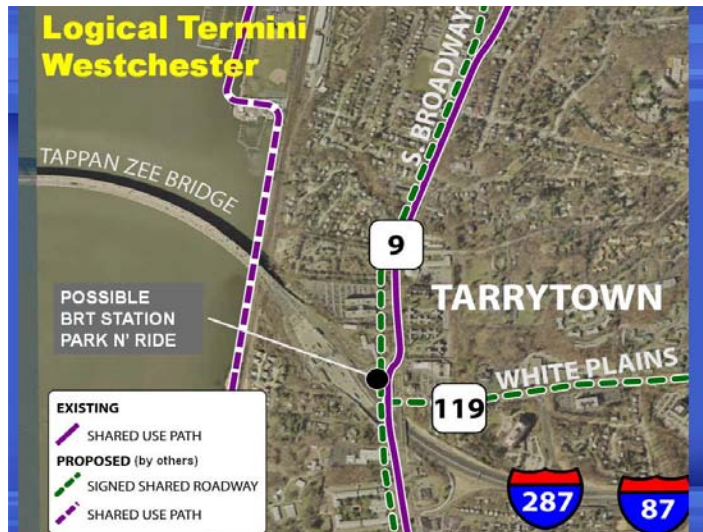 Logical Termini
Westchester
S. BROADWAY
TAPPAN ZEE BRIDGE
9
POSSIBLE
BRT STATION
PARK N' RIDE
TARRYTOWN
WHITE PLAINS
119
EXISTING
SHARED USE PATH
PROPOSED (by others)
SIGNED SHARED ROADWAY
SHARED USE PATH
287
87